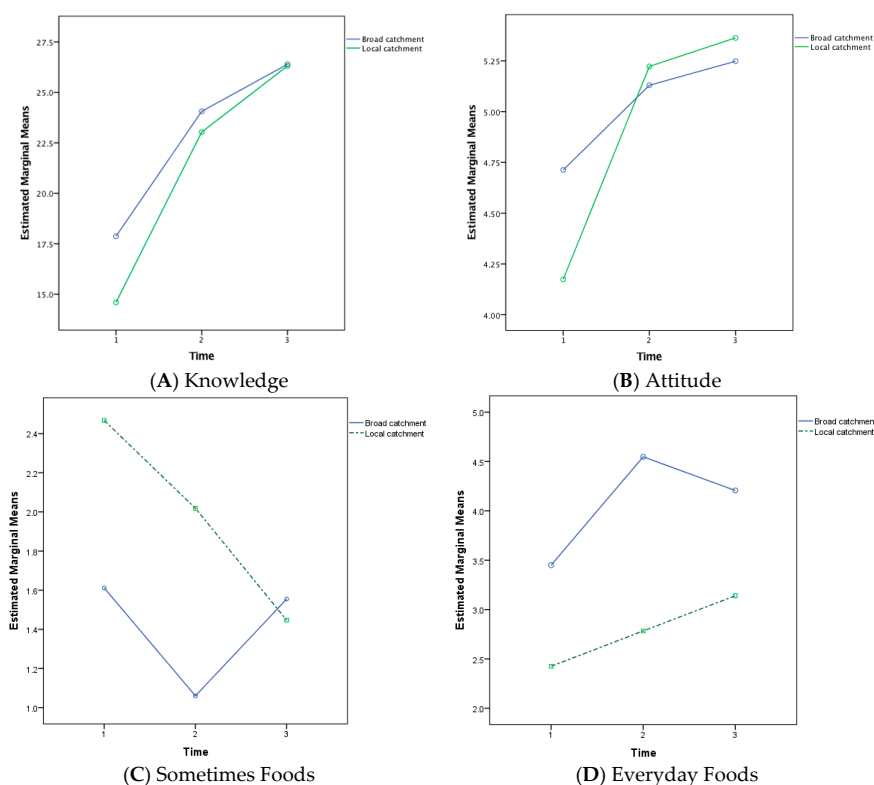 27.5
25.0
22.5
20.0
17.5
15.0
Estimated Marginal Means
1 2 3
Time
Broad catchment
Local catchment
(A) Knowledge
5.25
5.00
4.75
4.50
4.25
4.00
Estimated Marginal Means
1 2 3
Time
Broad catchment
Local catchment
(B) Attitude
2.4
2.2
2.0
1.8
1.6
1.4
1.2
1.0
Estimated Marginal Means
1 2 3
Time
Broad catchment
Local catchment
(C) Sometimes Foods
5.0
4.5
4.0
3.5
3.0
2.5
2.0
Estimated Marginal Means
1 2 3
Time
Broad catchmen
Local catchment
(D) Everyday Foods